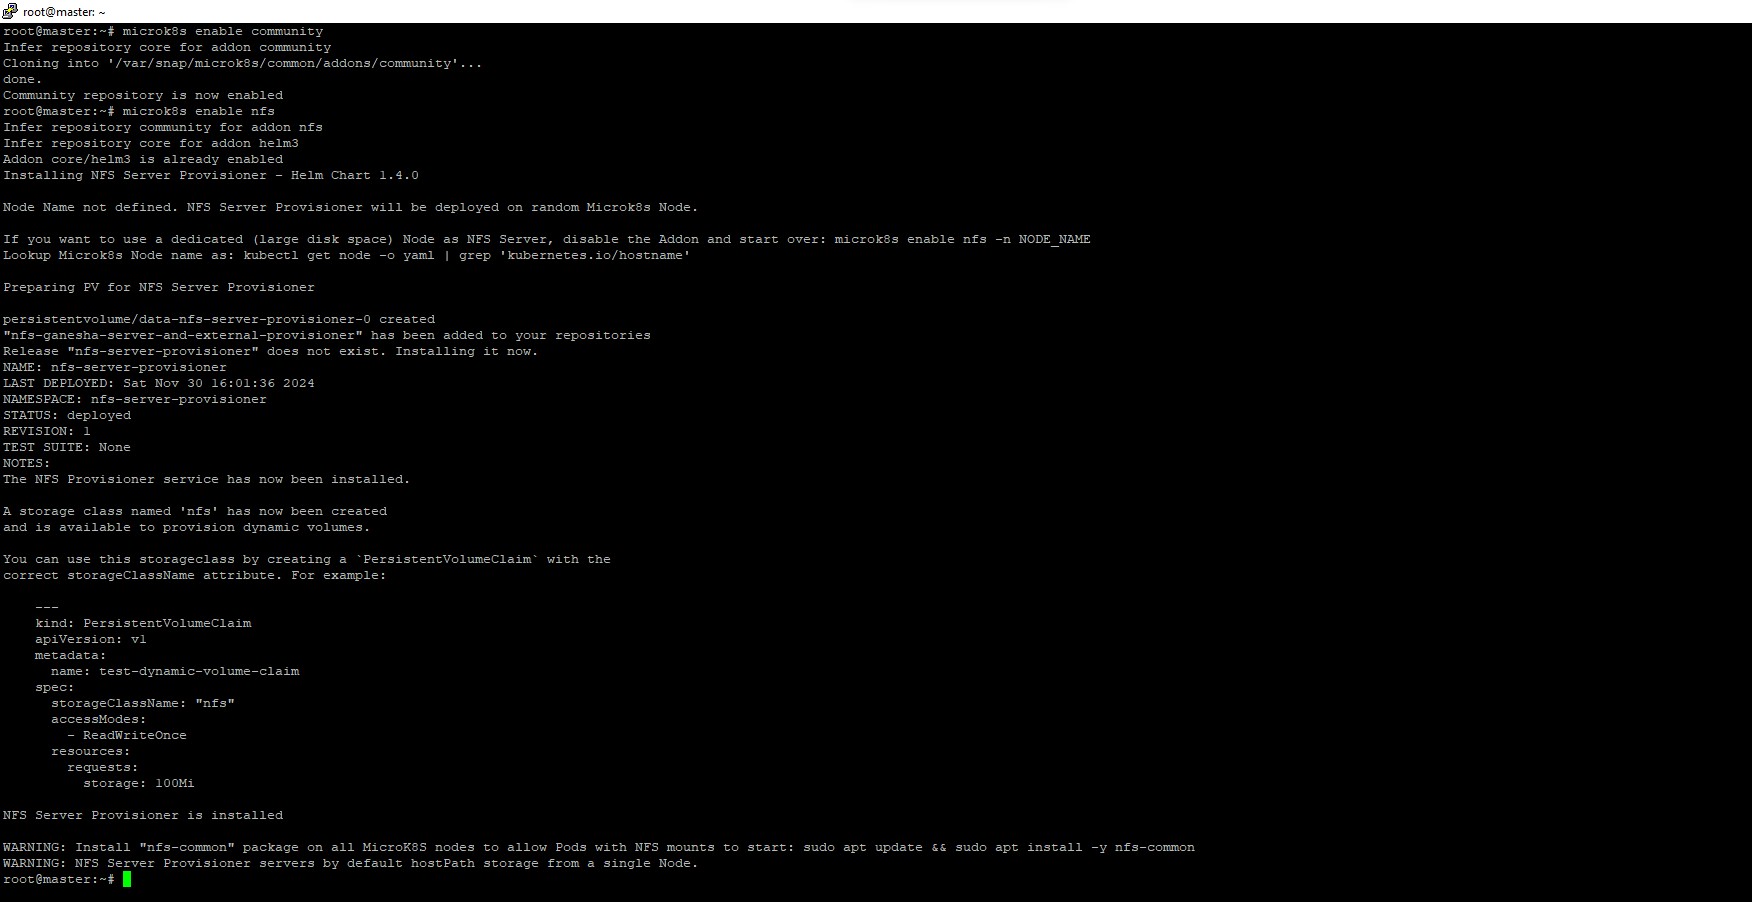 root@master: ~
root@master:~# microk8s enable community
Infer repository core for addon community
Cloning into '/var/snap/microk8s/common/addons/community'...
done.
Community repository is now enabled
root@master:~# microk8s enable nfs
Infer repository community for addon nfs
Infer repository core for addon helm3
Addon core/helm3 is already enabled
Installing NFS Server Provisioner - Helm Chart 1.4.0
Node Name not defined. NFS Server Provisioner will be deployed on random Microk8s Node.
If you want to use a dedicated (large disk space) Node as NFS Server, disable the Addon and start over: microk8s enable nfs -n NODE_NAME
Lookup Microk8s Node name as: kubectl get node -o yaml | grep 'kubernetes.io/hostname'
Preparing PV for NFS Server Provisioner
persistentvolume/data-nfs-server-provisioner-0 created
"nfs-ganesha-server-and-external-provisioner" has been added to your repositories
Release "nfs-server-provisioner" does not exist. Installing it now.
NAME: nfs-server-provisioner
LAST DEPLOYED: Sat Nov 30 16:01:36 2024
NAMESPACE: nfs-server-provisioner
STATUS: deployed
REVISION: 1
TEST SUITE: None
NOTES:
The NFS Provisioner service has now been installed.
A storage class named 'nfs' has now been created
and is available to provision dynamic volumes.
You can use this storageclass by creating a `PersistentVolumeClaim` with the
correct storageClassName attribute. For example:
    ---
    kind: PersistentVolumeClaim
    apiVersion: v1
    metadata:
      name: test-dynamic-volume-claim
    spec:
      storageClassName: "nfs"
      accessModes:
        - ReadWriteOnce
      resources:
        requests:
          storage: 100Mi
NFS Server Provisioner is installed
WARNING: Install "nfs-common" package on all MicroK8S nodes to allow Pods with NFS mounts to start: sudo apt update && sudo apt install -y nfs-common
WARNING: NFS Server Provisioner servers by default hostPath storage from a single Node.
root@master:~#